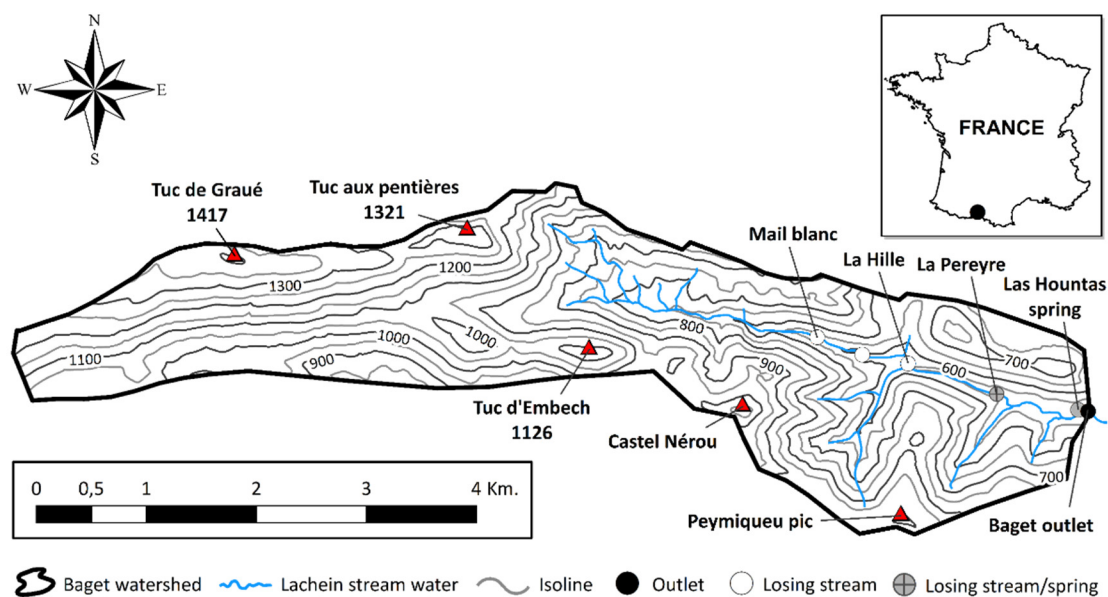 N
W E
S
FRANCE
Tuc de Graué
1417
Tuc aux pentières
1321
Mail blanc
La Hille
La Pereyre
Las Hountas
spring
1200
1300
800
1100
1000
1000
900
900
600
700
Tuc d'Embech
1126
Castel Nérou
700
Peymiqueu pic
Baget outlet
0 0,5 1 2 3 4 Km.
Baget watershed
Lachein stream water
Isoline
Outlet
Losing stream
Losing stream/spring